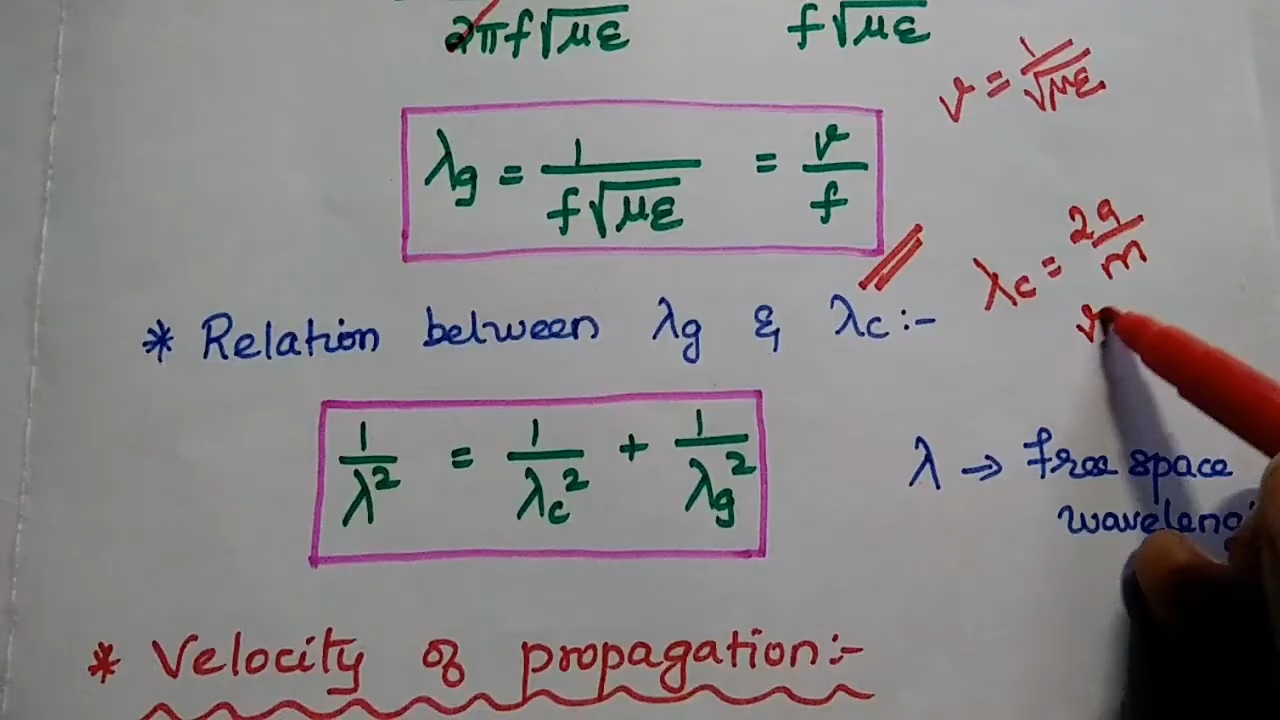 2πf√με f√με
v = 1/√με
λg = 1/f√με = v/f
λc = 2a/m
* Relation between λg & λc :-
1/λ² = 1/λc² + 1/λg²
λ → free space
* Velocity of propagation:-